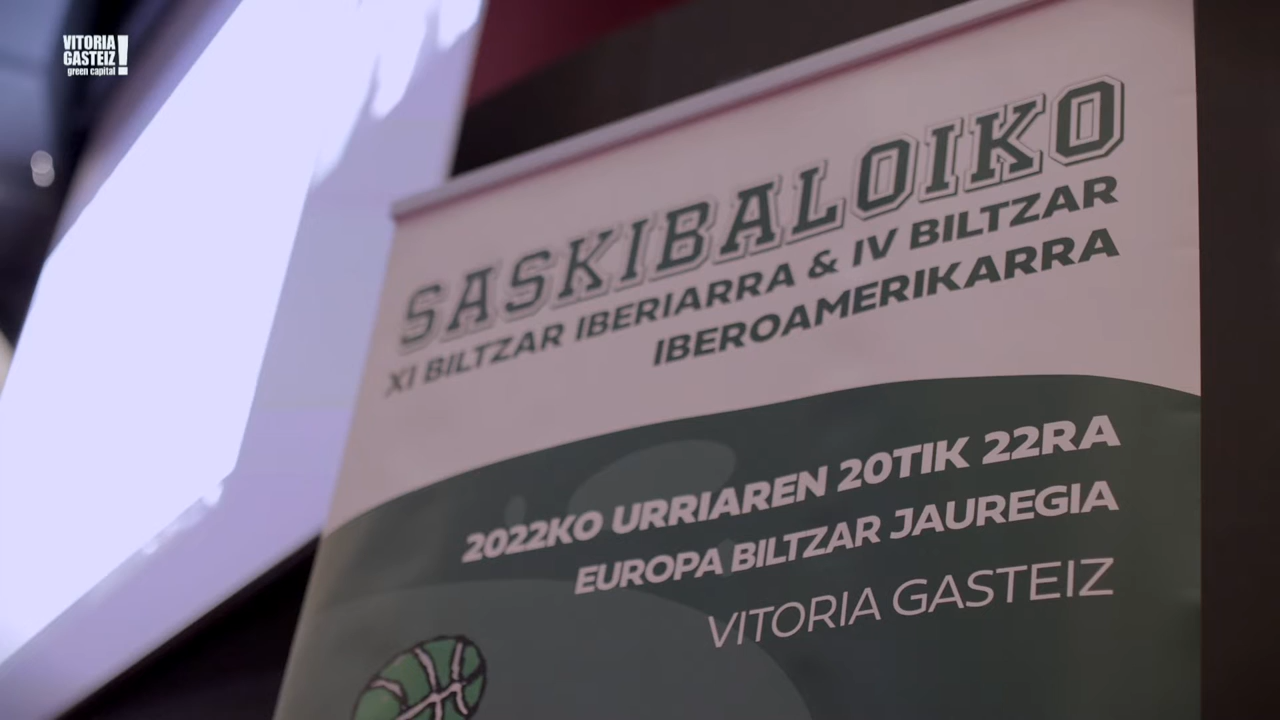 VITORIA
GASTEIZ!
green capital
SASKIBALOIKO
XI BILTZAR IBERIARRA & IV BILTZAR
IBEROAMERIKARRA
2022KO URRIAREN 20TIK 22RA
EUROPA BILTZAR JAUREGIA
VITORIA GASTEIZ